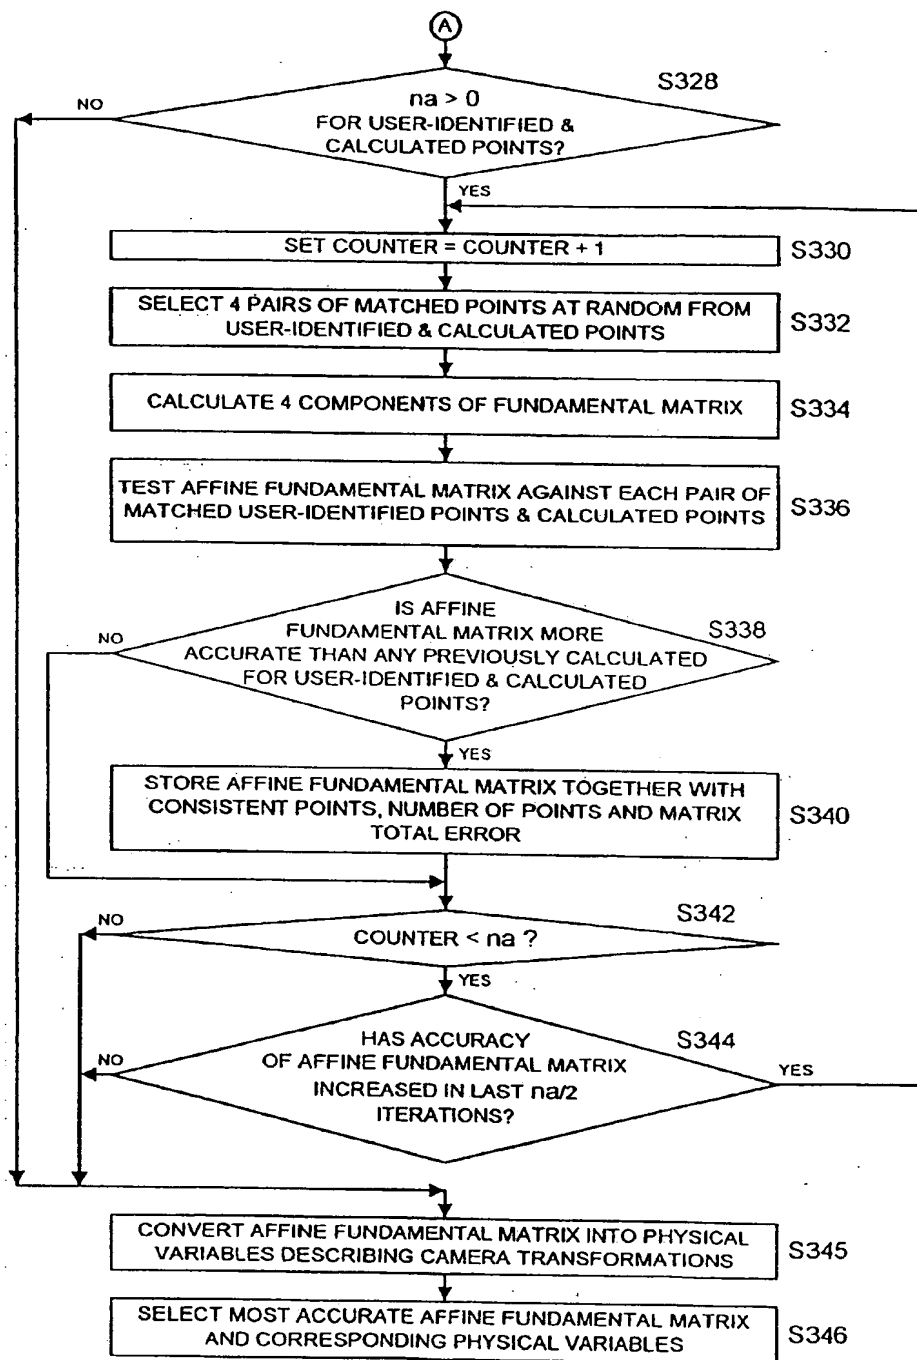 A
S328
na > 0
FOR USER-IDENTIFIED &
CALCULATED POINTS?
NO
YES
SET COUNTER = COUNTER + 1
S330
SELECT 4 PAIRS OF MATCHED POINTS AT RANDOM FROM
USER-IDENTIFIED & CALCULATED POINTS
S332
CALCULATE 4 COMPONENTS OF FUNDAMENTAL MATRIX
S334
TEST AFFINE FUNDAMENTAL MATRIX AGAINST EACH PAIR OF
MATCHED USER-IDENTIFIED POINTS & CALCULATED POINTS
S336
IS AFFINE
FUNDAMENTAL MATRIX MORE
ACCURATE THAN ANY PREVIOUSLY CALCULATED
FOR USER-IDENTIFIED & CALCULATED
POINTS?
S338
NO
YES
STORE AFFINE FUNDAMENTAL MATRIX TOGETHER WITH
CONSISTENT POINTS, NUMBER OF POINTS AND MATRIX
TOTAL ERROR
S340
S342
NO
COUNTER < na ?
YES
S344
HAS ACCURACY
OF AFFINE FUNDAMENTAL MATRIX
INCREASED IN LAST na/2
ITERATIONS?
NO
YES
CONVERT AFFINE FUNDAMENTAL MATRIX INTO PHYSICAL
VARIABLES DESCRIBING CAMERA TRANSFORMATIONS
S345
SELECT MOST ACCURATE AFFINE FUNDAMENTAL MATRIX
AND CORRESPONDING PHYSICAL VARIABLES
S346